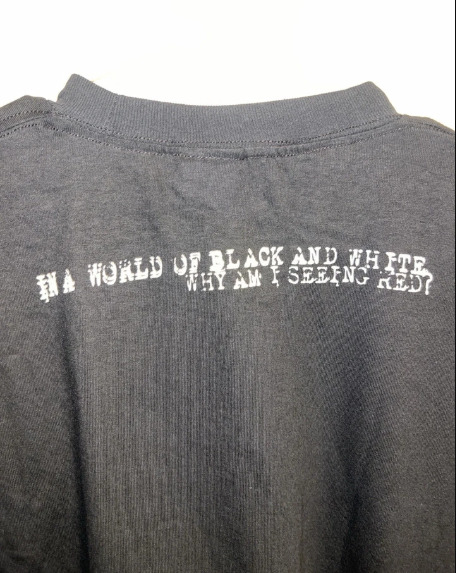 IN A WORLD OF BLACK AND WHITE
WHY AM I SEEING RED?